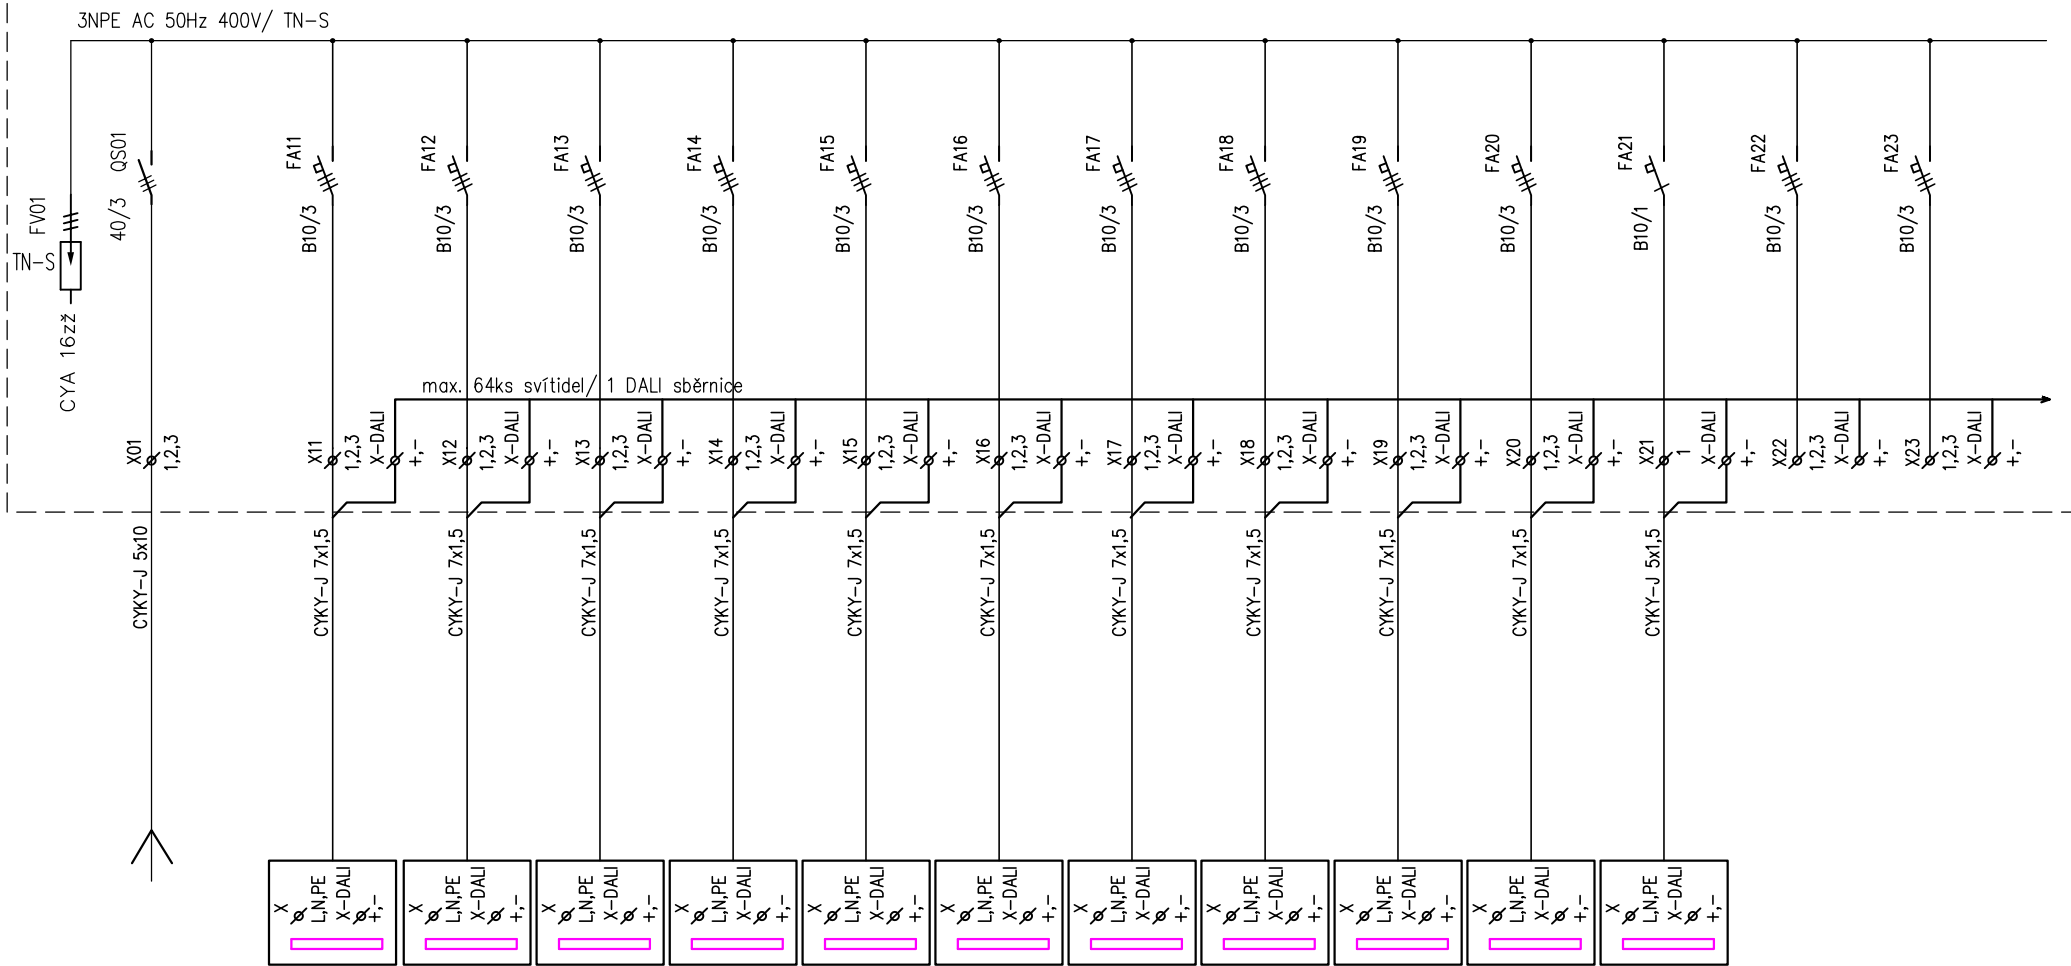 3NPE AC 50Hz 400V/ TN-S
FV01
TN-S
CYA 16zž
QS01
40/3
FA11
B10/3
FA12
B10/3
FA13
B10/3
FA14
B10/3
FA15
B10/3
FA16
B10/3
FA17
B10/3
FA18
B10/3
FA19
B10/3
FA20
B10/3
FA21
B10/1
FA22
B10/3
FA23
B10/3
max. 64ks svítidel/ 1 DALI sběrnice
X01
1,2,3
X11
1,2,3
X-DALI
+,-
X12
1,2,3
X-DALI
+,-
X13
1,2,3
X-DALI
+,-
X14
1,2,3
X-DALI
+,-
X15
1,2,3
X-DALI
+,-
X16
1,2,3
X-DALI
+,-
X17
1,2,3
X-DALI
+,-
X18
1,2,3
X-DALI
+,-
X19
1,2,3
X-DALI
+,-
X20
1,2,3
X-DALI
+,-
X21
1
X-DALI
+,-
X22
1,2,3
X-DALI
+,-
X23
1,2,3
X-DALI
+,-
CYKY-J 5x10
CYKY-J 7x1,5
CYKY-J 7x1,5
CYKY-J 7x1,5
CYKY-J 7x1,5
CYKY-J 7x1,5
CYKY-J 7x1,5
CYKY-J 7x1,5
CYKY-J 7x1,5
CYKY-J 7x1,5
CYKY-J 7x1,5
CYKY-J 5x1,5
X
L,N,PE
X-DALI
+,-
X
L,N,PE
X-DALI
+,-
X
L,N,PE
X-DALI
+,-
X
L,N,PE
X-DALI
+,-
X
L,N,PE
X-DALI
+,-
X
L,N,PE
X-DALI
+,-
X
L,N,PE
X-DALI
+,-
X
L,N,PE
X-DALI
+,-
X
L,N,PE
X-DALI
+,-
X
L,N,PE
X-DALI
+,-
X
L,N,PE
X-DALI
+,-